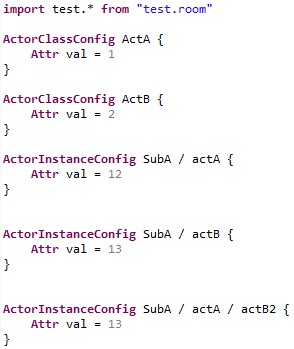 import test.* from "test.room"
ActorClassConfig ActA {
Attr val = 1
}
ActorClassConfig ActB {
Attr val = 2
}
ActorInstanceConfig SubA / actA {
Attr val = 12
}
ActorInstanceConfig SubA / actB {
Attr val = 13
}
ActorInstanceConfig SubA / actA / actB2 {
Attr val = 13
}